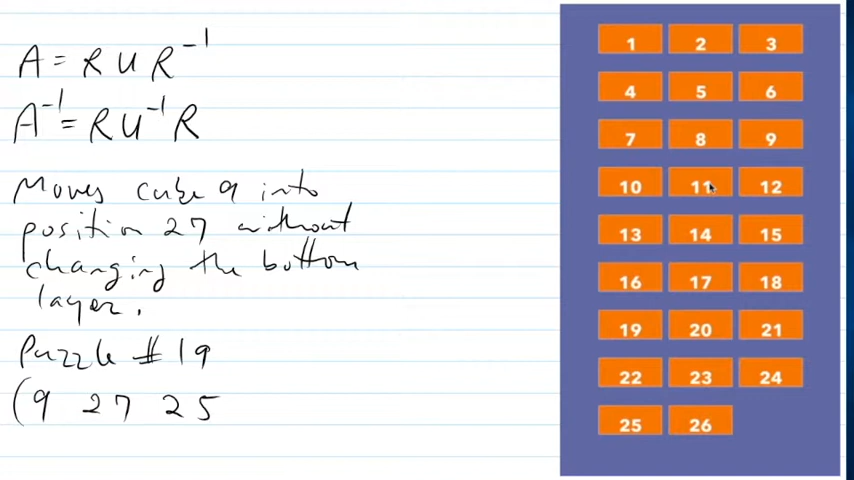 A = R U R⁻¹
A⁻¹ = R U⁻¹ R
Moves cube 9 into
position 27 without
changing the bottom
layer.
Puzzle #19
(9 27 25
1 2 3
4 5 6
7 8 9
10 11 12
13 14 15
16 17 18
19 20 21
22 23 24
25 26